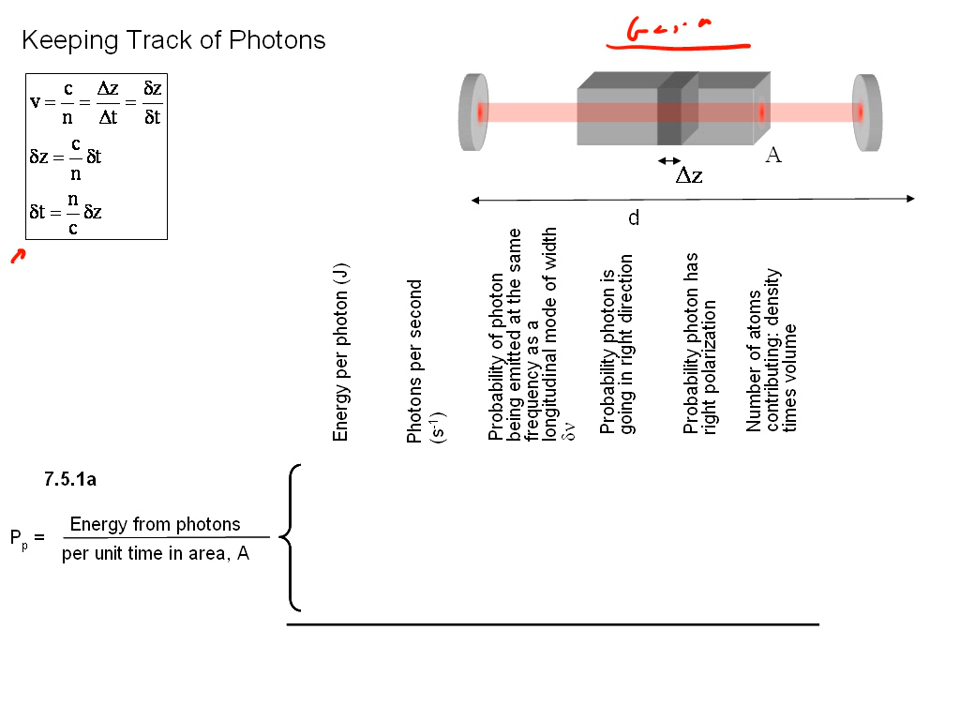 Keeping Track of Photons
Gain
v = c/n = Δz/Δt = δz/δt
δz = c/n δt
δt = n/c δz
A
Δz
d
Energy per photon (J)
Photons per second
(s⁻¹)
Probability of photon
being emitted at the same
frequency as a
longitudinal mode of width
δν
Probability photon is
going in right direction
Probability photon has
right polarization
Number of atoms
contributing: density
times volume
7.5.1a
Pₚ = Energy from photons
per unit time in area, A